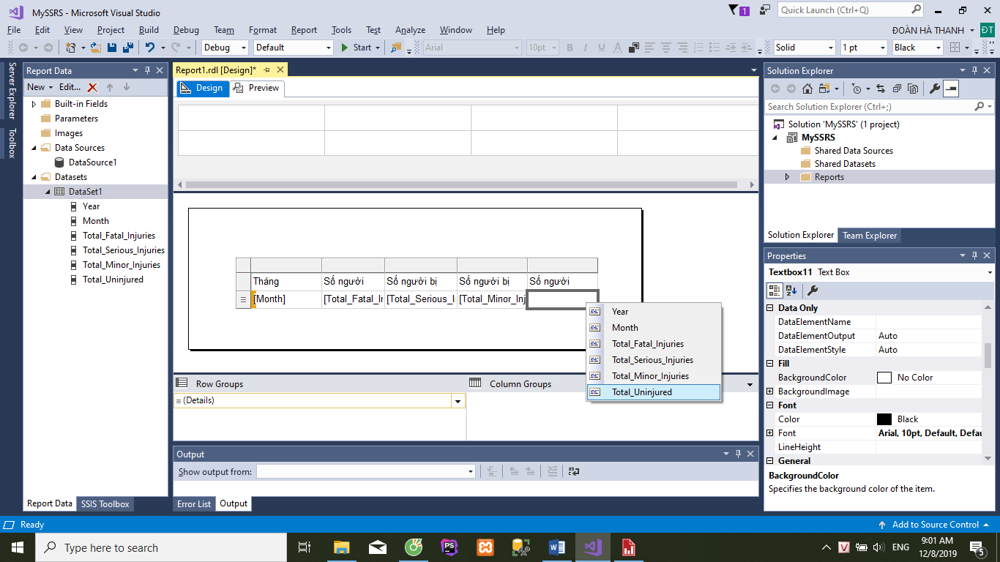 MySSRS - Microsoft Visual Studio
1
Quick Launch (Ctrl+Q)
File Edit View Project Build Debug Team Format Report Tools Test Analyze Window Help
ĐOÀN HÀ THANH
ĐT
Debug Default Start Arial 10pt B I U A Solid 1 pt Black
Server Explorer
Toolbox
Report Data
New Edit...
Built-in Fields
Parameters
Images
Data Sources
DataSource1
Datasets
DataSet1
Year
Month
Total_Fatal_Injuries
Total_Serious_Injuries
Total_Minor_Injuries
Total_Uninjured
Report Data SSIS Toolbox
Report1.rdl [Design]*
Design Preview
Tháng Số người Số người bị Số người bị Số người
[Month] [Total_Fatal_In [Total_Serious_I [Total_Minor_Inj
Year
Month
Total_Fatal_Injuries
Total_Serious_Injuries
Total_Minor_Injuries
Total_Uninjured
Row Groups Column Groups
(Details)
Output
Show output from:
Error List Output
Solution Explorer
Search Solution Explorer (Ctrl+;)
Solution 'MySSRS' (1 project)
MySSRS
Shared Data Sources
Shared Datasets
Reports
Solution Explorer Team Explorer
Properties
Textbox11 Text Box
Data Only
DataElementName
DataElementOutput Auto
DataElementStyle Auto
Fill
BackgroundColor No Color
BackgroundImage
Font
Color Black
Font Arial, 10pt, Default, Defau
LineHeight
General
BackgroundColor
Specifies the background color of the item.
Ready
Add to Source Control
Type here to search
ENG
9:01 AM
12/8/2019
5